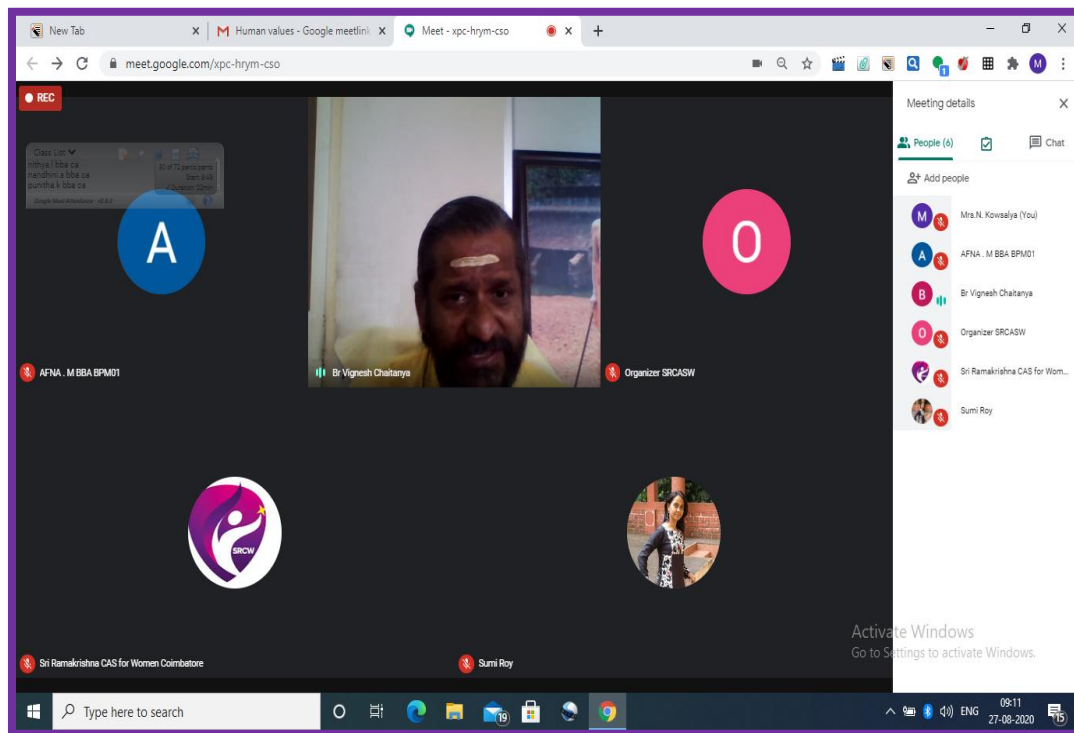 New Tab
Human values - Google meetlink
Meet - xpc-hrym-cso
meet.google.com/xpc-hrym-cso
M
REC
Class List
nithya l bba ca
nandhini a bba ca
punitha k bba ca
Start: 8:49
A
O
AFNA . M BBA BPM01
Br Vignesh Chaitanya
Organizer SRCASW
SRCW
Sri Ramakrishna CAS for Women Coimbatore
Sumi Roy
Meeting details
People (6)
Chat
Add people
M
Mrs.N. Kowsalya (You)
A
AFNA . M BBA BPM01
B
Br Vignesh Chaitanya
O
Organizer SRCASW
Sri Ramakrishna CAS for Wom...
Sumi Roy
Activate Windows
Go to Settings to activate Windows.
Type here to search
19
ENG
09:11
27-08-2020
15